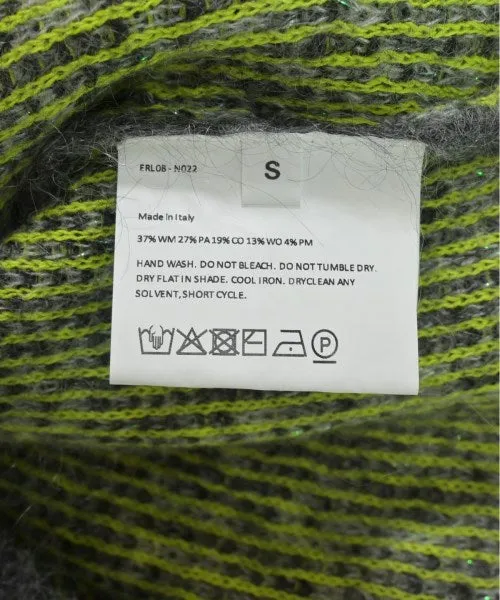 ERL08 - N022
S
Made in Italy
37% WM 27% PA 19% CO 13% WO 4% PM
HAND WASH. DO NOT BLEACH. DO NOT TUMBLE DRY.
DRY FLAT IN SHADE. COOL IRON. DRYCLEAN ANY
SOLVENT, SHORT CYCLE.
P